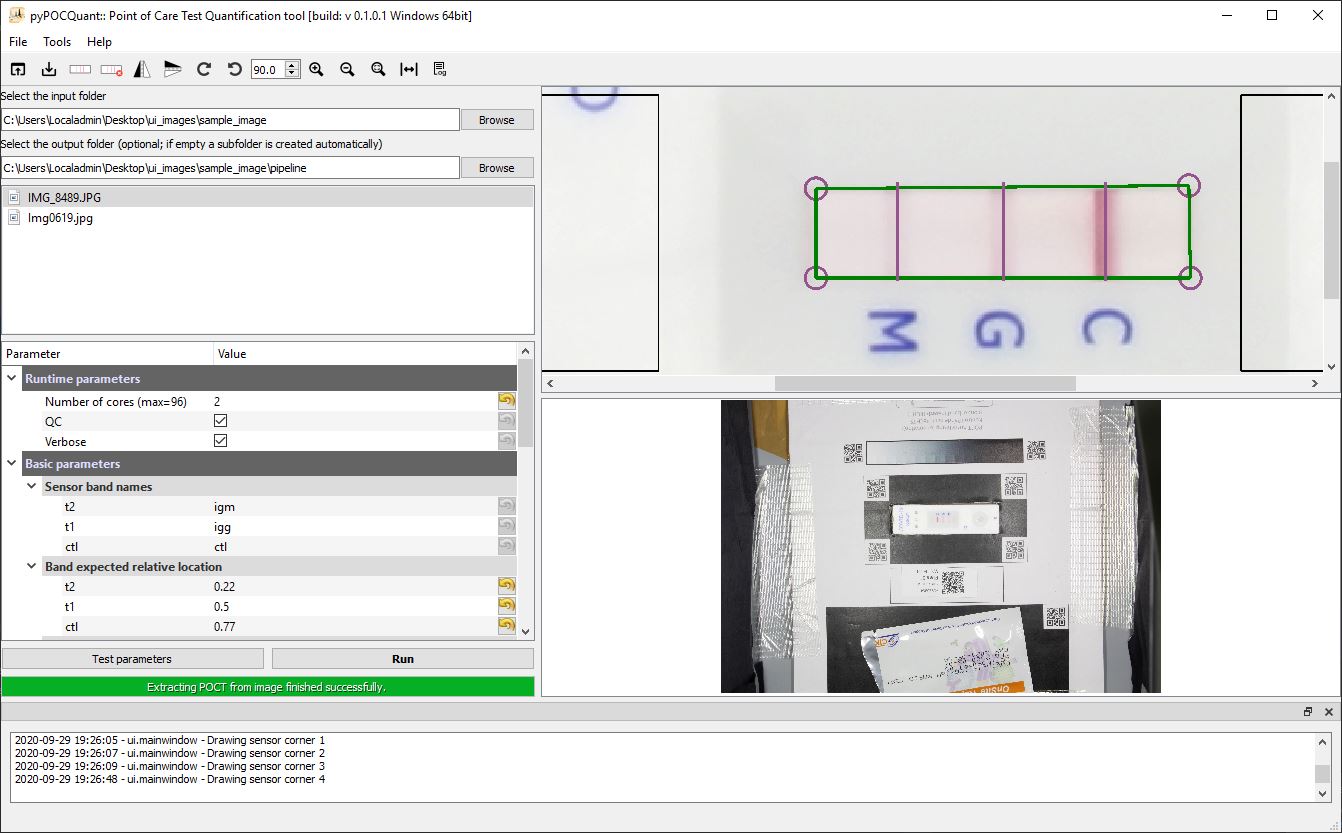 pyPOCQuant:: Point of Care Test Quantification tool [build: v 0.1.0.1 Windows 64bit]
File Tools Help
90.0
Log
Select the input folder
C:\Users\Localadmin\Desktop\ui_images\sample_image Browse
Select the output folder (optional; if empty a subfolder is created automatically)
C:\Users\Localadmin\Desktop\ui_images\sample_image\pipeline Browse
IMG_8489.JPG
Img0619.jpg
Parameter Value
Runtime parameters
Number of cores (max=96) 2
QC
Verbose
Basic parameters
Sensor band names
t2 igm
t1 igg
ctl ctl
Band expected relative location
t2 0.22
t1 0.5
ctl 0.77
Test parameters Run
Extracting POCT from image finished successfully.
M G C
2020-09-29 19:26:05 - ui.mainwindow - Drawing sensor corner 1
2020-09-29 19:26:07 - ui.mainwindow - Drawing sensor corner 2
2020-09-29 19:26:09 - ui.mainwindow - Drawing sensor corner 3
2020-09-29 19:26:48 - ui.mainwindow - Drawing sensor corner 4